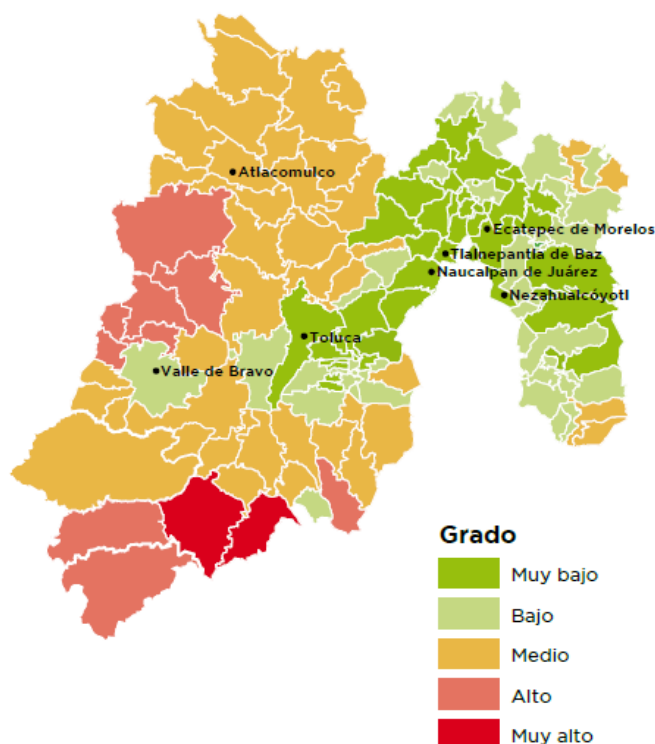 Atlacomulco
Ecatepec de Morelos
Tlalnepantla de Baz
Naucalpan de Juárez
Nezahualcóyotl
Toluca
Valle de Bravo
Grado
Muy bajo
Bajo
Medio
Alto
Muy alto